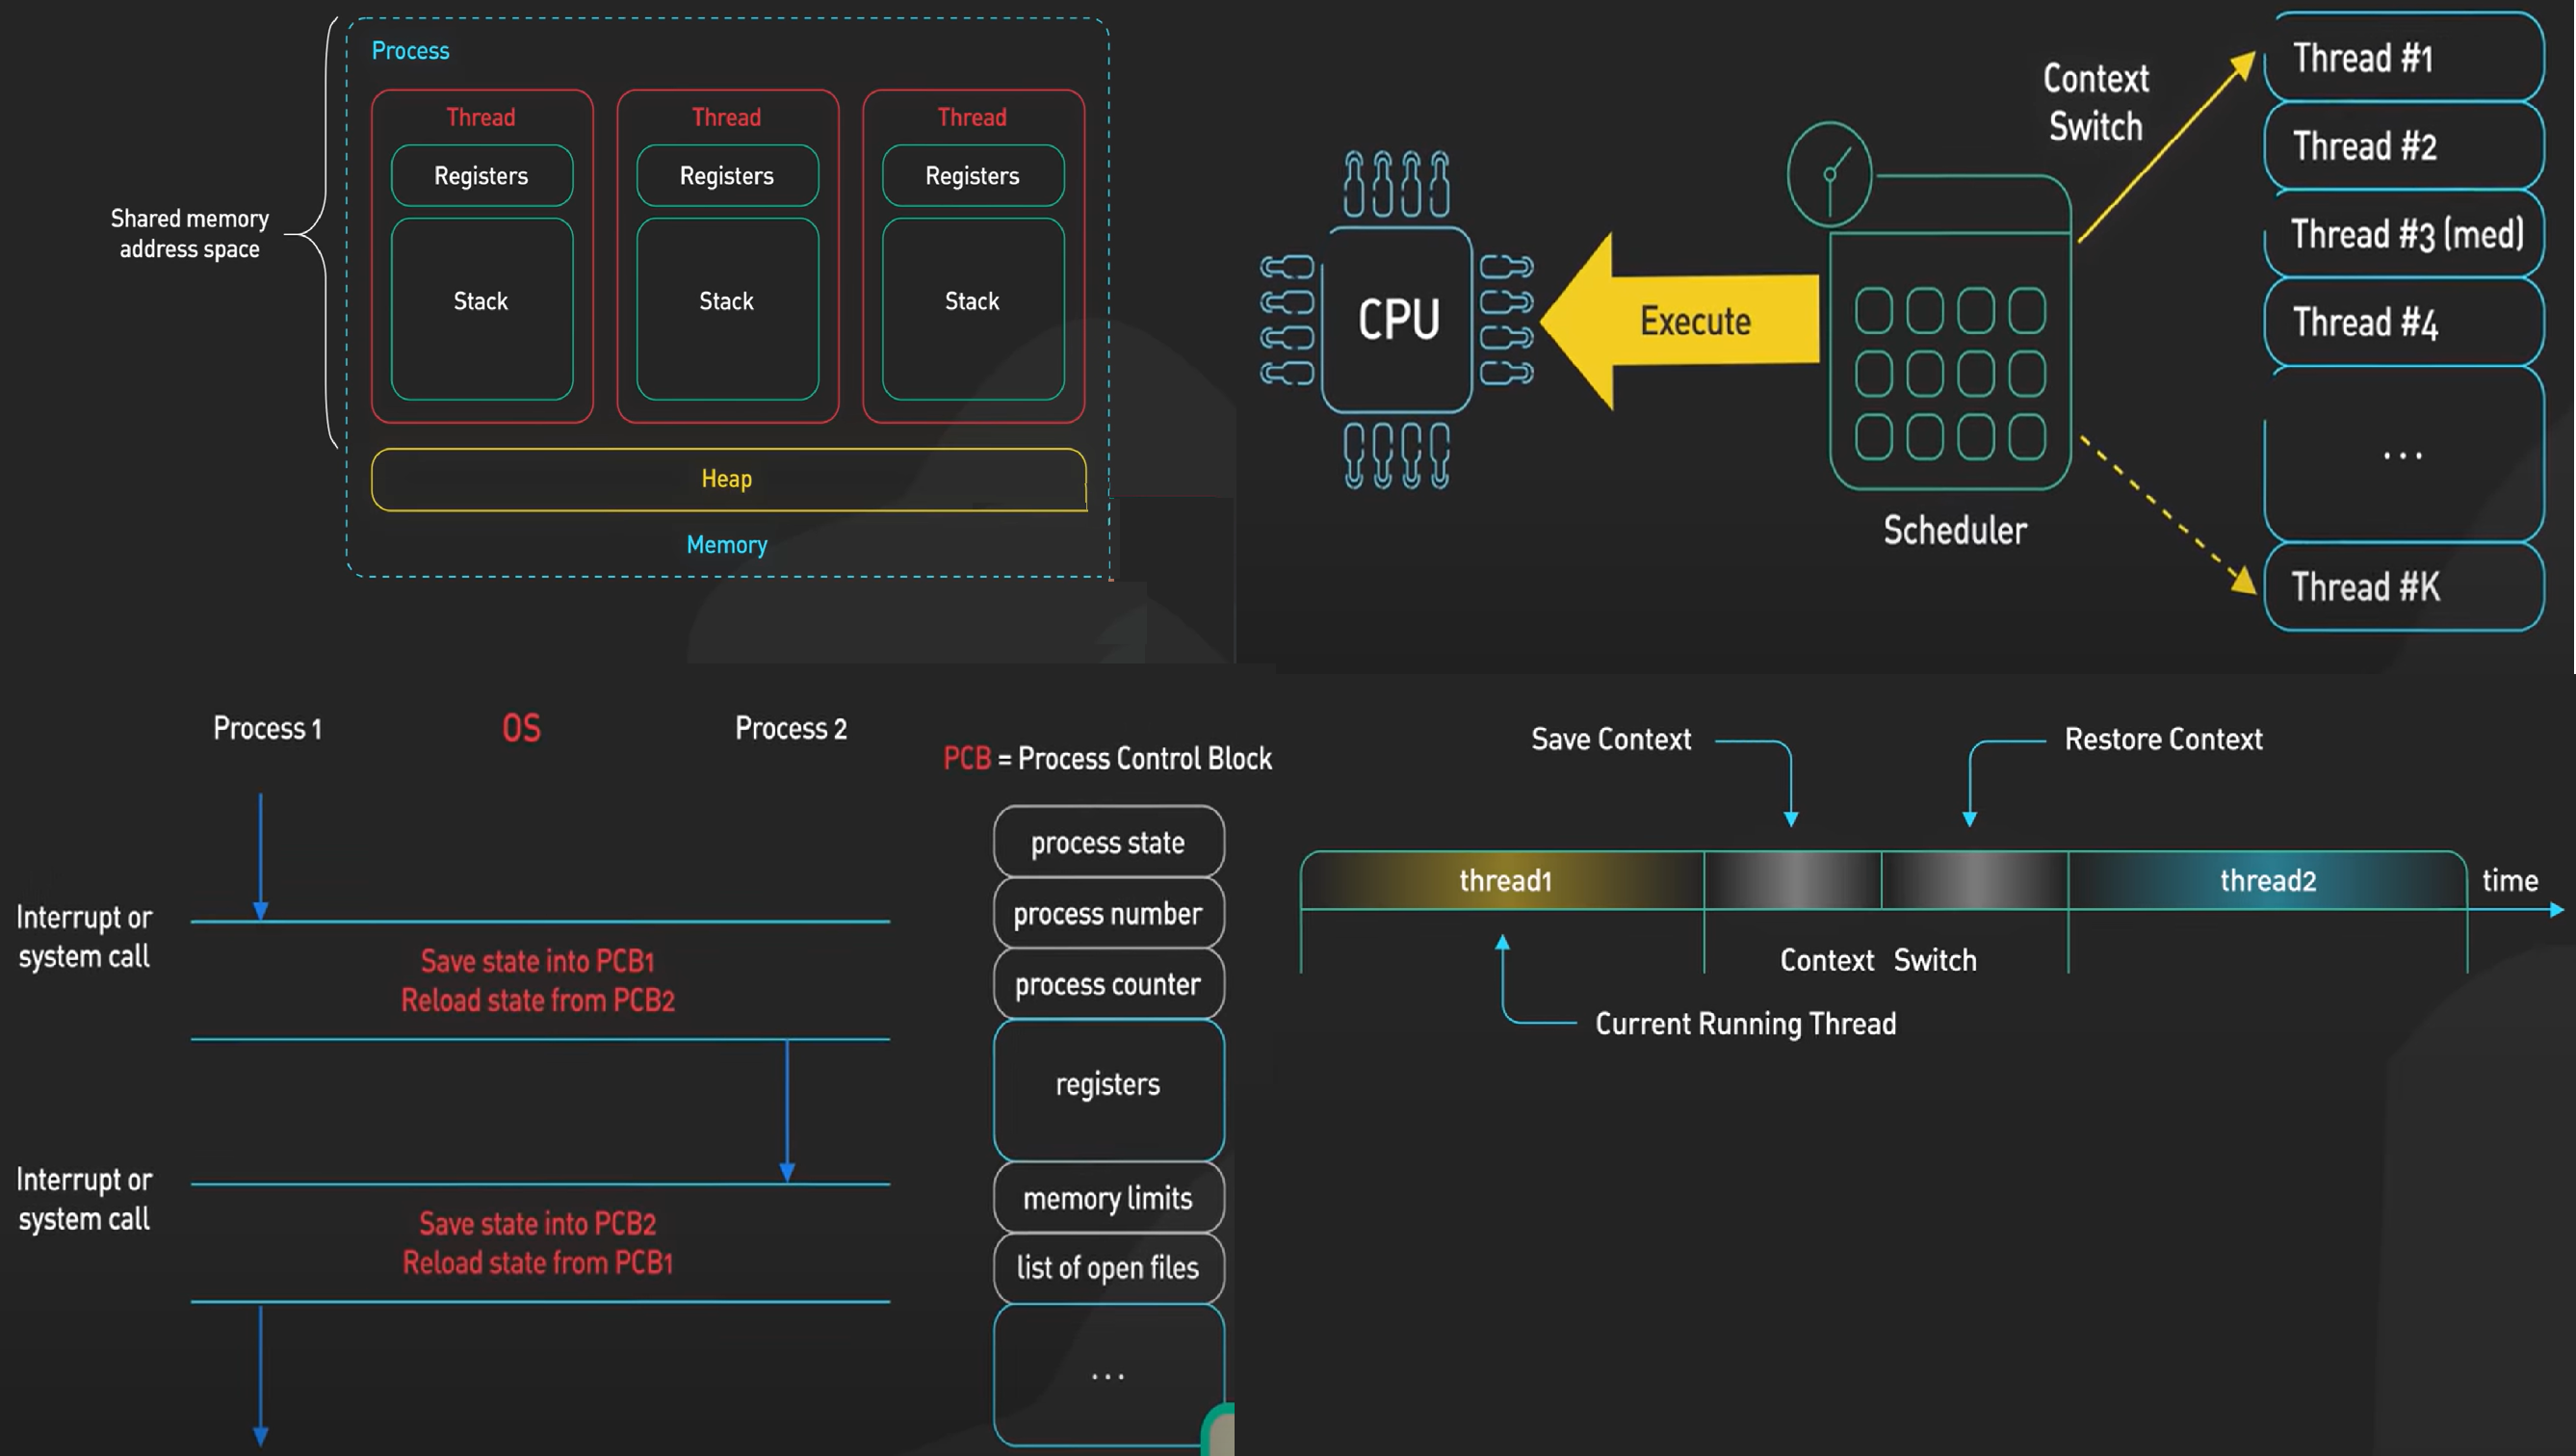 Process
Thread
Thread
Thread
Registers
Registers
Registers
Shared memory
address space
Stack
Stack
Stack
Heap
Memory
Context
Switch
CPU
Execute
Scheduler
Thread #1
Thread #2
Thread #3 (med)
Thread #4
...
Thread #K
Process 1
OS
Process 2
Interrupt or
system call
Save state into PCB1
Reload state from PCB2
Interrupt or
system call
Save state into PCB2
Reload state from PCB1
PCB = Process Control Block
process state
process number
process counter
registers
memory limits
list of open files
...
Save Context
Restore Context
thread1
thread2
time
Context Switch
Current Running Thread